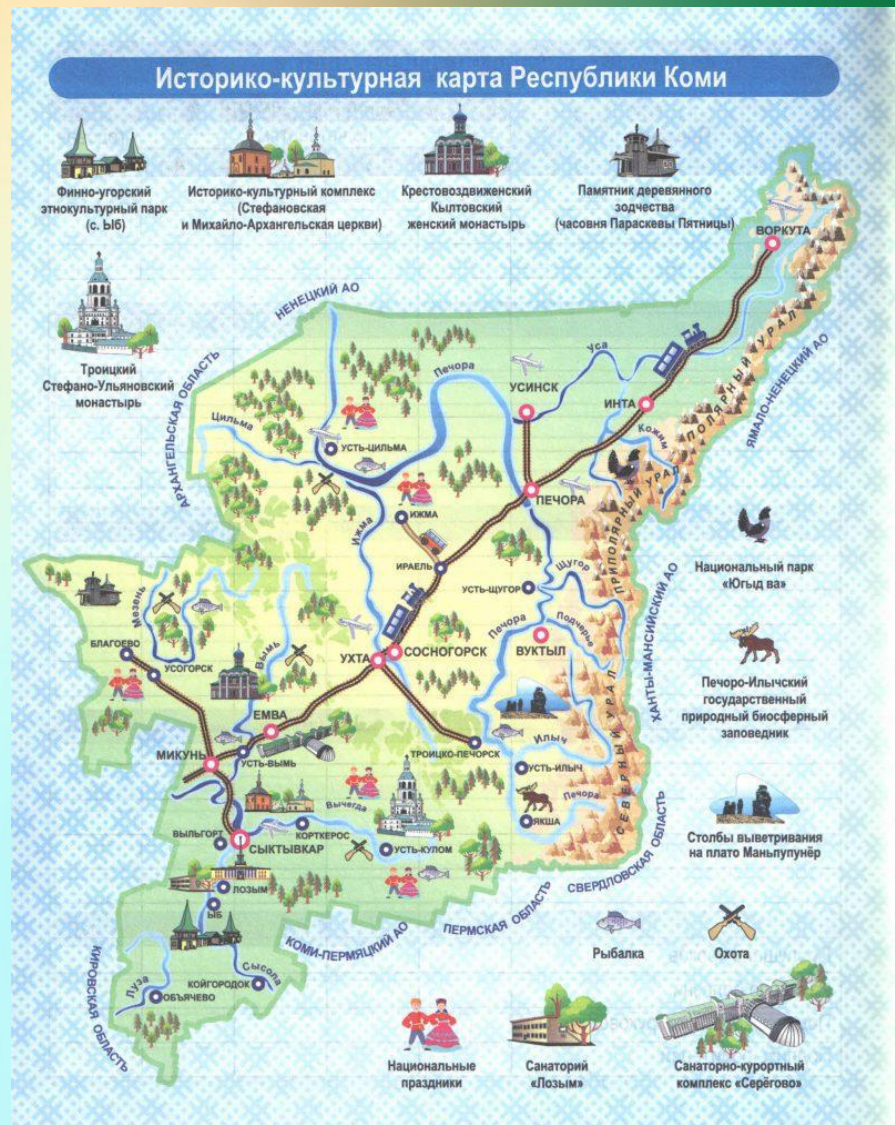 Историко-культурная карта Республики Коми
Финно-угорский
этнокультурный парк
(с. Ыб)
Историко-культурный комплекс
(Стефановская
и Михайло-Архангельская церкви)
Крестовоздвиженский
Кылтовский
женский монастырь
Памятник деревянного
зодчества
(часовня Параскевы Пятницы)
Троицкий
Стефано-Ульяновский
монастырь
ВОРКУТА
НЕНЕЦКИЙ АО
АРХАНГЕЛЬСКАЯ ОБЛАСТЬ
ЯМАЛО-НЕНЕЦКИЙ АО
ПОЛЯРНЫЙ УРАЛ
Уса
Печора
УСИНСК
ИНТА
Кожим
Цильма
УСТЬ-ЦИЛЬМА
ПЕЧОРА
ПРИПОЛЯРНЫЙ УРАЛ
ИЖМА
Ижма
ИРАЕЛЬ
Щугор
УСТЬ-ЩУГОР
Национальный парк
«Югыд ва»
Мезень
БЛАГОЕВО
УСОГОРСК
Вымь
Печора
Подчерье
УХТА
СОСНОГОРСК
ВУКТЫЛ
ХАНТЫ-МАНСИЙСКИЙ АО
Печоро-Илычский
государственный
природный биосферный
заповедник
ЕМВА
МИКУНЬ
УСТЬ-ВЫМЬ
ТРОИЦКО-ПЕЧОРСК
Илыч
УСТЬ-ИЛЫЧ
СЕВЕРНЫЙ УРАЛ
Печора
ЯКША
Вычегда
ВЫЛЬГОРТ
КОРТКЕРОС
СЫКТЫВКАР
УСТЬ-КУЛОМ
Столбы выветривания
на плато Маньпупунёр
ЛОЗЫМ
ЫБ
СВЕРДЛОВСКАЯ ОБЛАСТЬ
ПЕРМСКАЯ ОБЛАСТЬ
КОМИ-ПЕРМЯЦКИЙ АО
КИРОВСКАЯ ОБЛАСТЬ
Луза
Сысола
КОЙГОРОДОК
ОБЪЯЧЕВО
Рыбалка
Охота
Национальные
праздники
Санаторий
«Лозым»
Санаторно-курортный
комплекс «Серёгово»